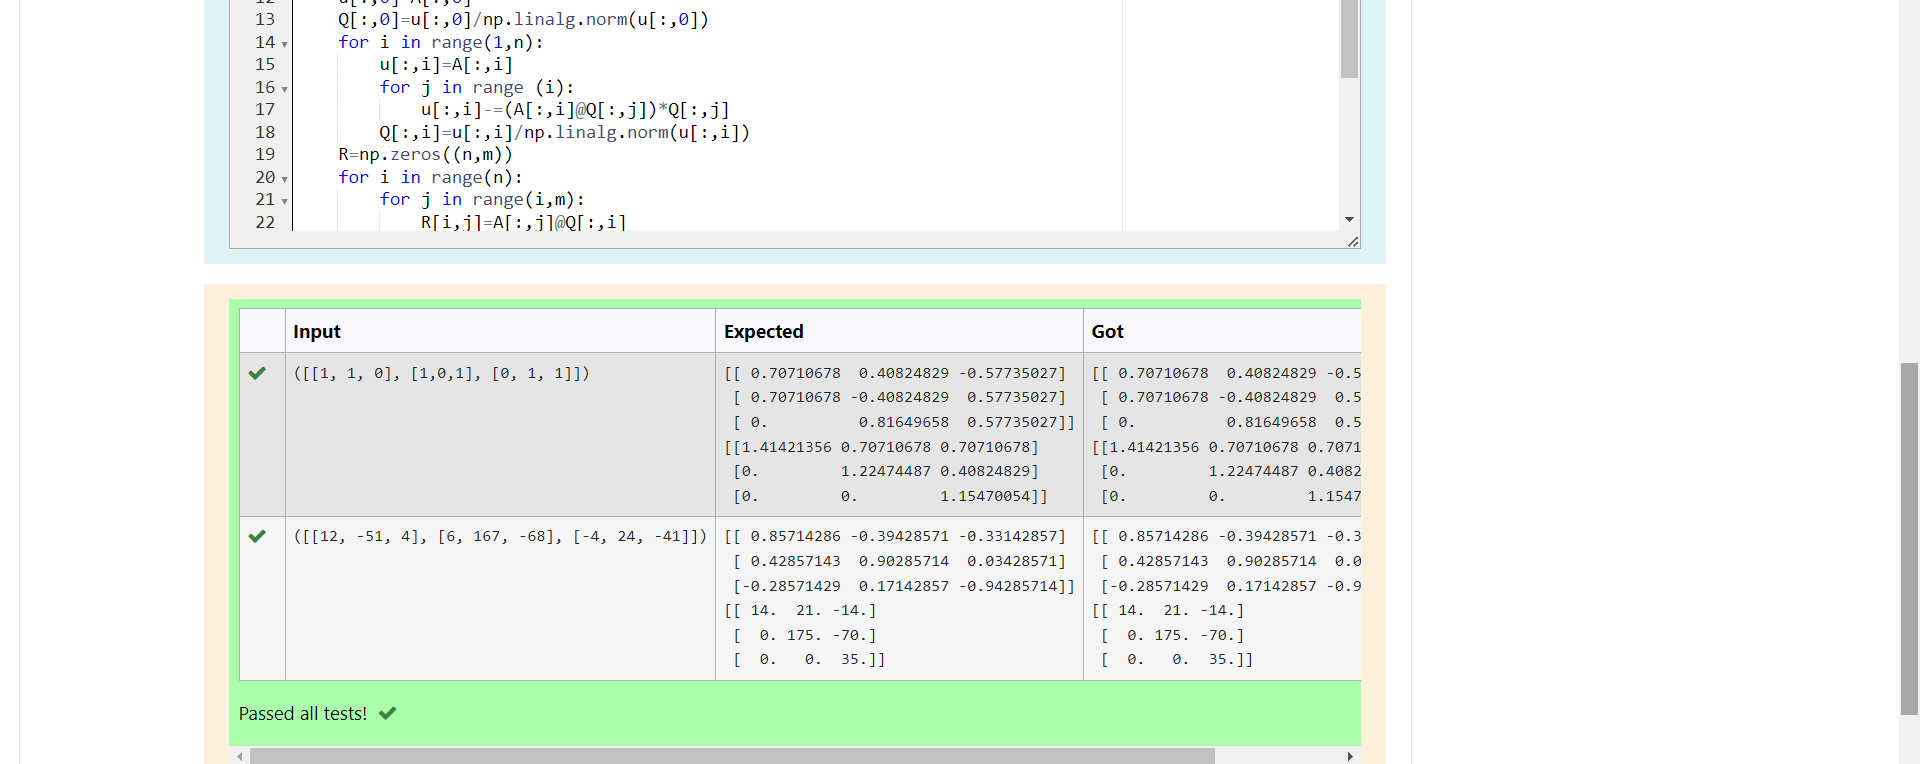 13 Q[:,0]=u[:,0]/np.linalg.norm(u[:,0])
14 for i in range(1,n):
15 u[:,i]=A[:,i]
16 for j in range (i):
17 u[:,i]-=(A[:,i]@Q[:,j])*Q[:,j]
18 Q[:,i]=u[:,i]/np.linalg.norm(u[:,i])
19 R=np.zeros((n,m))
20 for i in range(n):
21 for j in range(i,m):
22 R[i,j]=A[:,j]@Q[:,i]
Input Expected Got
([[1, 1, 0], [1,0,1], [0, 1, 1]]) [[ 0.70710678 0.40824829 -0.57735027] [[ 0.70710678 0.40824829 -0.5
[ 0.70710678 -0.40824829 0.57735027] [ 0.70710678 -0.40824829 0.5
[ 0. 0.81649658 0.57735027]] [ 0. 0.81649658 0.5
[[1.41421356 0.70710678 0.70710678] [[1.41421356 0.70710678 0.7071
[0. 1.22474487 0.40824829] [0. 1.22474487 0.4082
[0. 0. 1.15470054]] [0. 0. 1.1547
([[12, -51, 4], [6, 167, -68], [-4, 24, -41]]) [[ 0.85714286 -0.39428571 -0.33142857] [[ 0.85714286 -0.39428571 -0.3
[ 0.42857143 0.90285714 0.03428571] [ 0.42857143 0.90285714 0.0
[-0.28571429 0.17142857 -0.94285714]] [-0.28571429 0.17142857 -0.9
[[ 14. 21. -14.] [[ 14. 21. -14.]
[ 0. 175. -70.] [ 0. 175. -70.]
[ 0. 0. 35.]] [ 0. 0. 35.]]
Passed all tests!